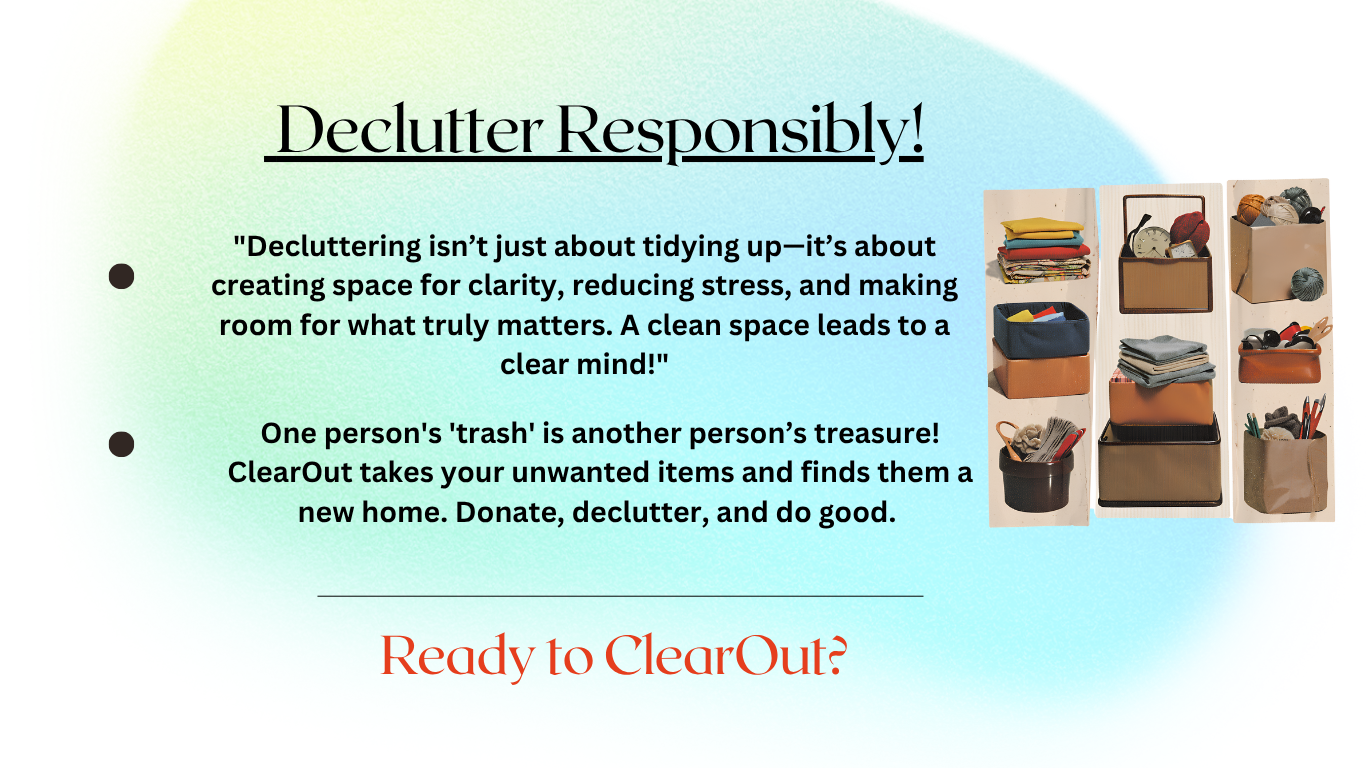 Declutter Responsibly!
"Decluttering isn’t just about tidying up—it’s about
creating space for clarity, reducing stress, and making
room for what truly matters. A clean space leads to a
clear mind!"
One person's 'trash' is another person’s treasure!
ClearOut takes your unwanted items and finds them a
new home. Donate, declutter, and do good.
Ready to ClearOut?